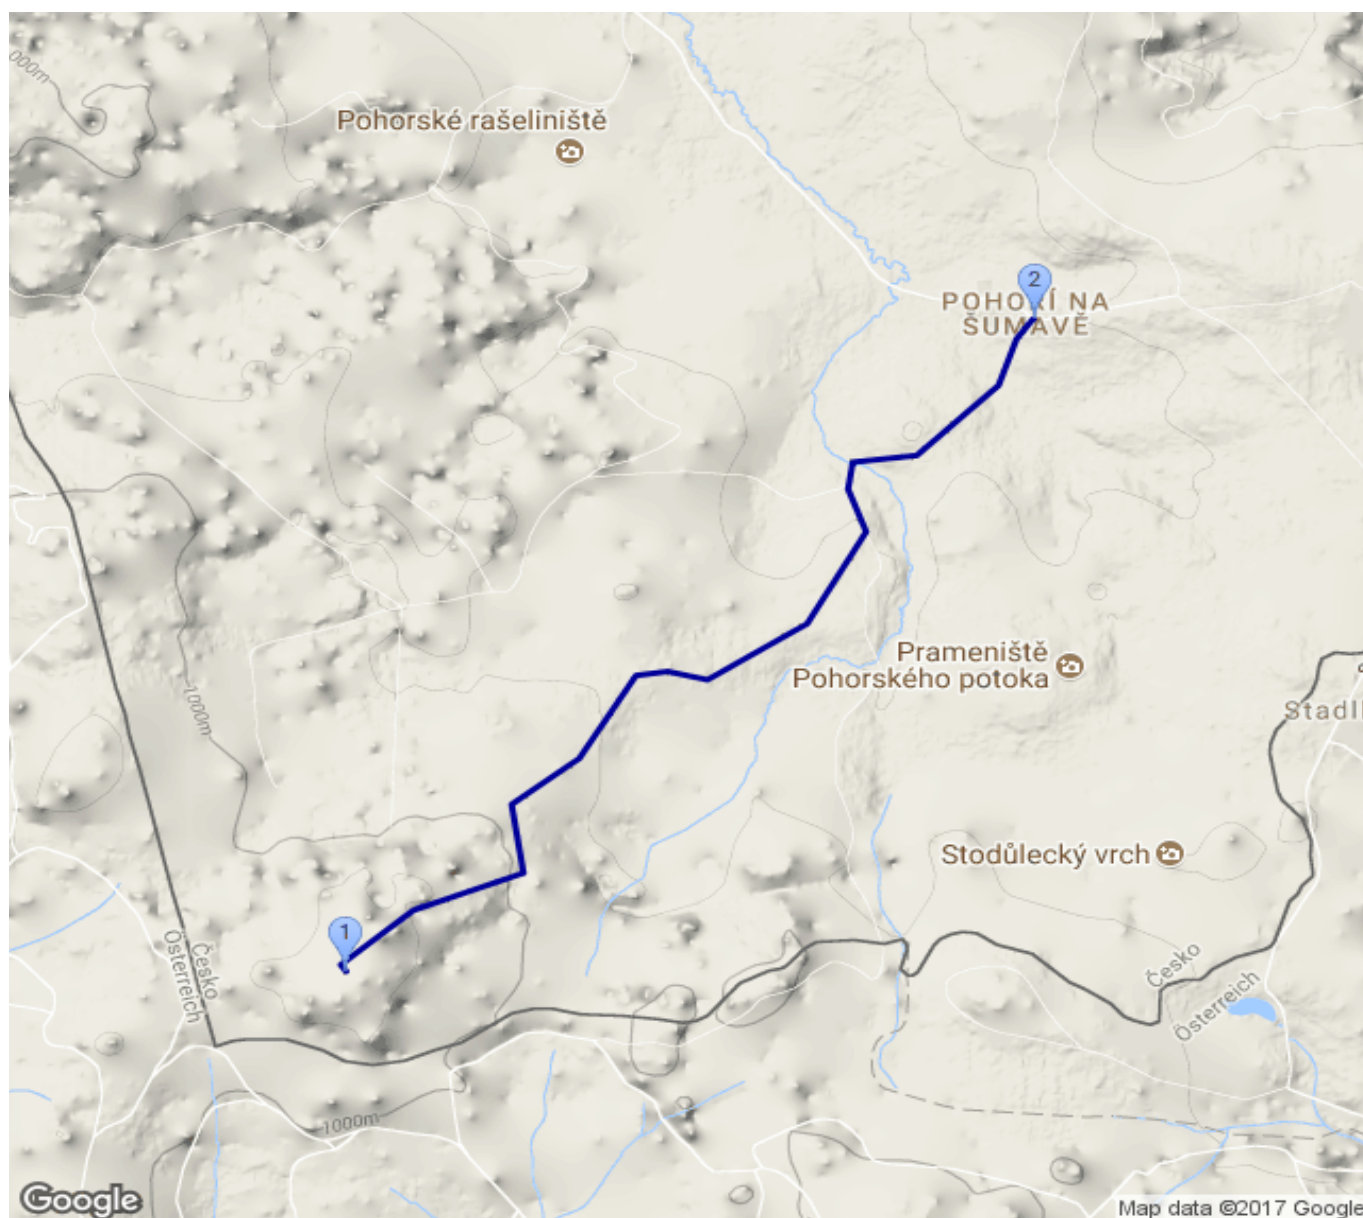 000m
Pohorské rašeliniště
2
POHOŘÍ NA
ŠUMAVĚ
Prameniště
Pohorského potoka
1000m
Stadl
Stodůlecký vrch
1
Česko
Österreich
Česko
Österreich
1000m
Google
Map data ©2017 Google